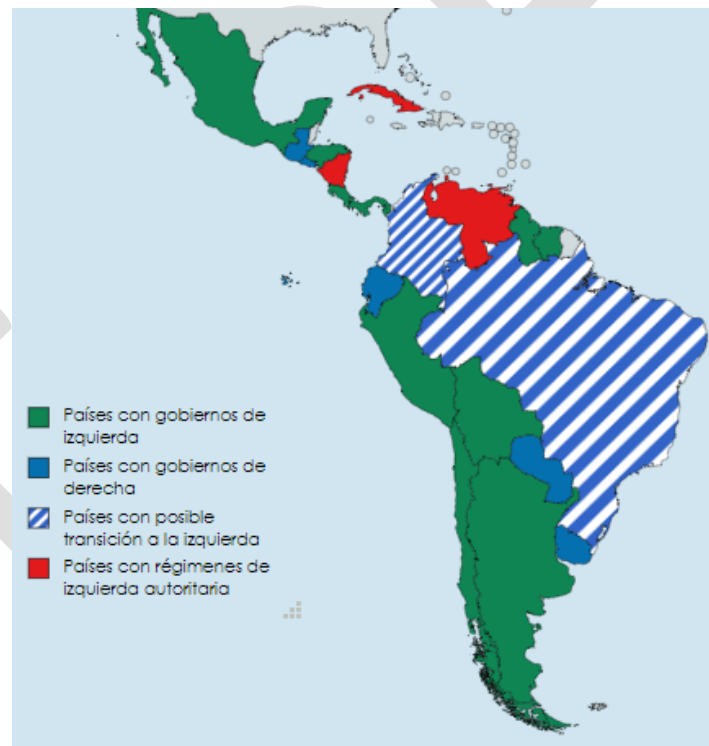 Países con gobiernos de
izquierda
Países con gobiernos de
derecha
Países con posible
transición a la izquierda
Países con régimenes de
izquierda autoritaria